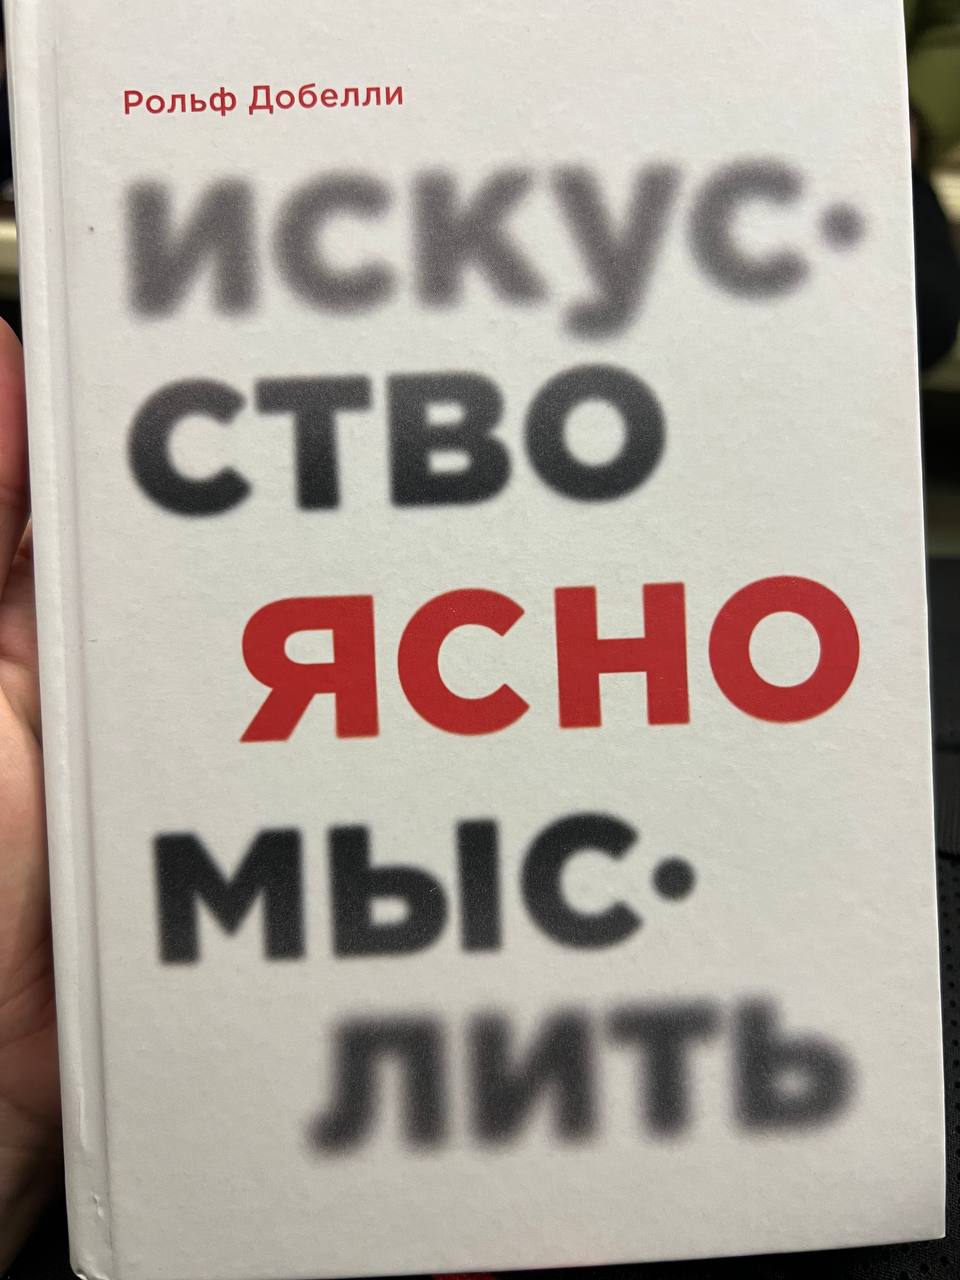 Рольф Добелли
искус·
ство
ясно
мыс·
лить